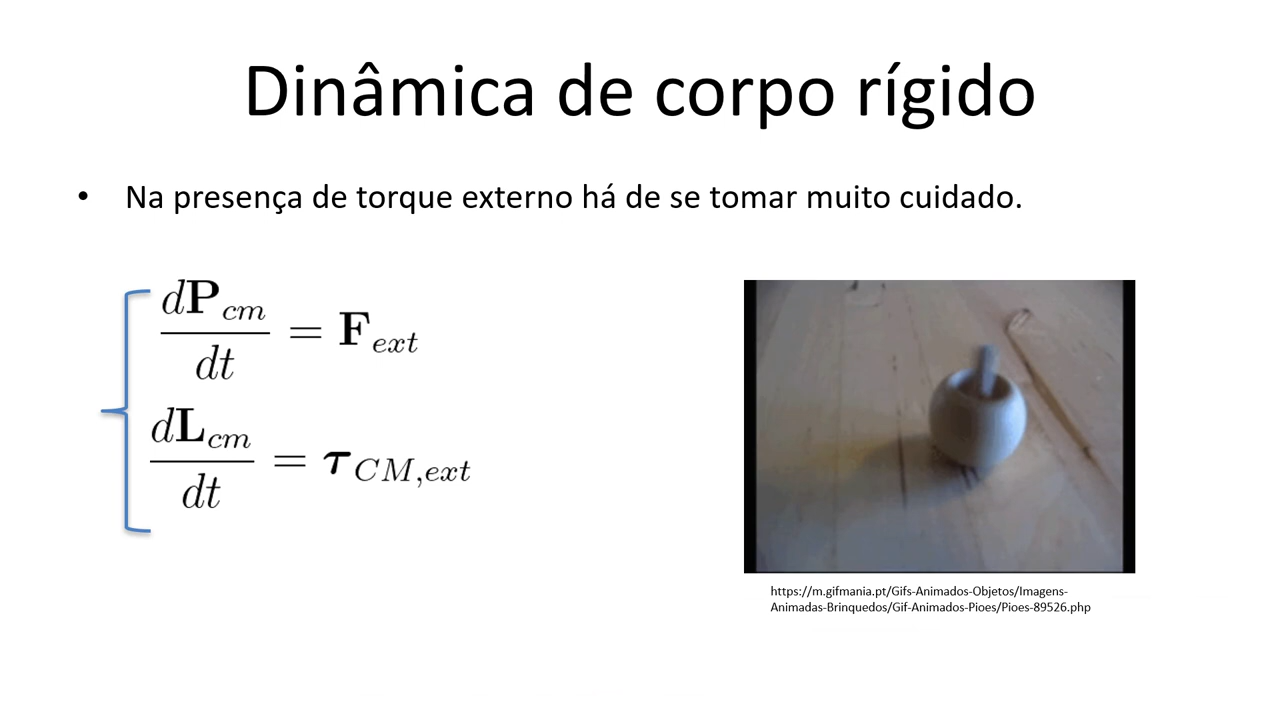 Dinâmica de corpo rígido
• Na presença de torque externo há de se tomar muito cuidado.
d𝐏_cm/dt = 𝐅_ext
d𝐋_cm/dt = 𝛕_CM,ext
https://m.gifmania.pt/Gifs-Animados-Objetos/Imagens-
Animadas-Brinquedos/Gif-Animados-Pioes/Pioes-89526.php